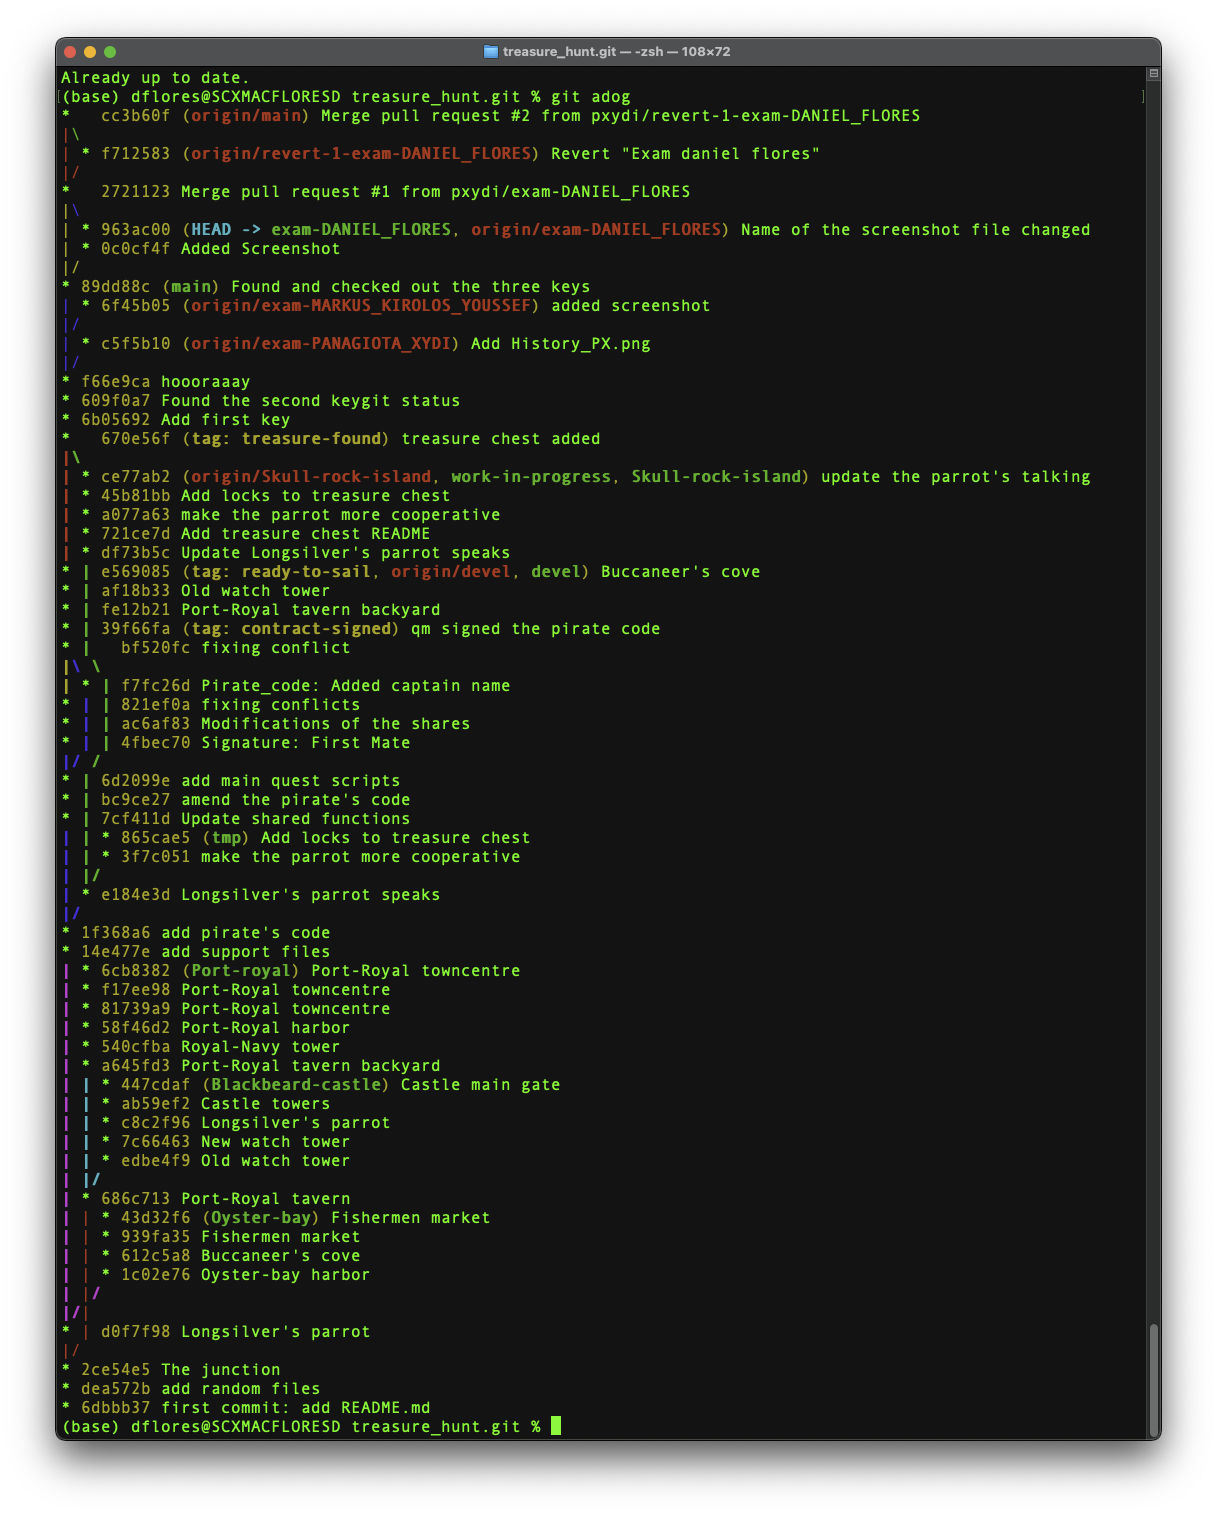 treasure_hunt.git — -zsh — 108×72
Already up to date.
(base) dflores@SCXMACFLORESD treasure_hunt.git % git adog
*   cc3b60f (origin/main) Merge pull request #2 from pxydi/revert-1-exam-DANIEL_FLORES
|\
| * f712583 (origin/revert-1-exam-DANIEL_FLORES) Revert "Exam daniel flores"
|/
*   2721123 Merge pull request #1 from pxydi/exam-DANIEL_FLORES
|\
| * 963ac00 (HEAD -> exam-DANIEL_FLORES, origin/exam-DANIEL_FLORES) Name of the screenshot file changed
| * 0c0cf4f Added Screenshot
|/
* 89dd88c (main) Found and checked out the three keys
| * 6f45b05 (origin/exam-MARKUS_KIROLOS_YOUSSEF) added screenshot
|/
| * c5f5b10 (origin/exam-PANAGIOTA_XYDI) Add History_PX.png
|/
* f66e9ca hoooraaay
* 609f0a7 Found the second keygit status
* 6b05692 Add first key
*   670e56f (tag: treasure-found) treasure chest added
|\
| * ce77ab2 (origin/Skull-rock-island, work-in-progress, Skull-rock-island) update the parrot's talking
| * 45b81bb Add locks to treasure chest
| * a077a63 make the parrot more cooperative
| * 721ce7d Add treasure chest README
| * df73b5c Update Longsilver's parrot speaks
* | e569085 (tag: ready-to-sail, origin/devel, devel) Buccaneer's cove
* | af18b33 Old watch tower
* | fe12b21 Port-Royal tavern backyard
* | 39f66fa (tag: contract-signed) qm signed the pirate code
* |   bf520fc fixing conflict
|\ \
| * | f7fc26d Pirate_code: Added captain name
* | | 821ef0a fixing conflicts
* | | ac6af83 Modifications of the shares
* | | 4fbec70 Signature: First Mate
|/ /
* | 6d2099e add main quest scripts
* | bc9ce27 amend the pirate's code
* | 7cf411d Update shared functions
| | * 865cae5 (tmp) Add locks to treasure chest
| | * 3f7c051 make the parrot more cooperative
| |/
| * e184e3d Longsilver's parrot speaks
|/
* 1f368a6 add pirate's code
* 14e477e add support files
| * 6cb8382 (Port-royal) Port-Royal towncentre
| * f17ee98 Port-Royal towncentre
| * 81739a9 Port-Royal towncentre
| * 58f46d2 Port-Royal harbor
| * 540cfba Royal-Navy tower
| * a645fd3 Port-Royal tavern backyard
| | * 447cdaf (Blackbeard-castle) Castle main gate
| | * ab59ef2 Castle towers
| | * c8c2f96 Longsilver's parrot
| | * 7c66463 New watch tower
| | * edbe4f9 Old watch tower
| |/
| * 686c713 Port-Royal tavern
| | * 43d32f6 (Oyster-bay) Fishermen market
| | * 939fa35 Fishermen market
| | * 612c5a8 Buccaneer's cove
| | * 1c02e76 Oyster-bay harbor
| |/
|/|
* | d0f7f98 Longsilver's parrot
|/
* 2ce54e5 The junction
* dea572b add random files
* 6dbbb37 first commit: add README.md
(base) dflores@SCXMACFLORESD treasure_hunt.git %